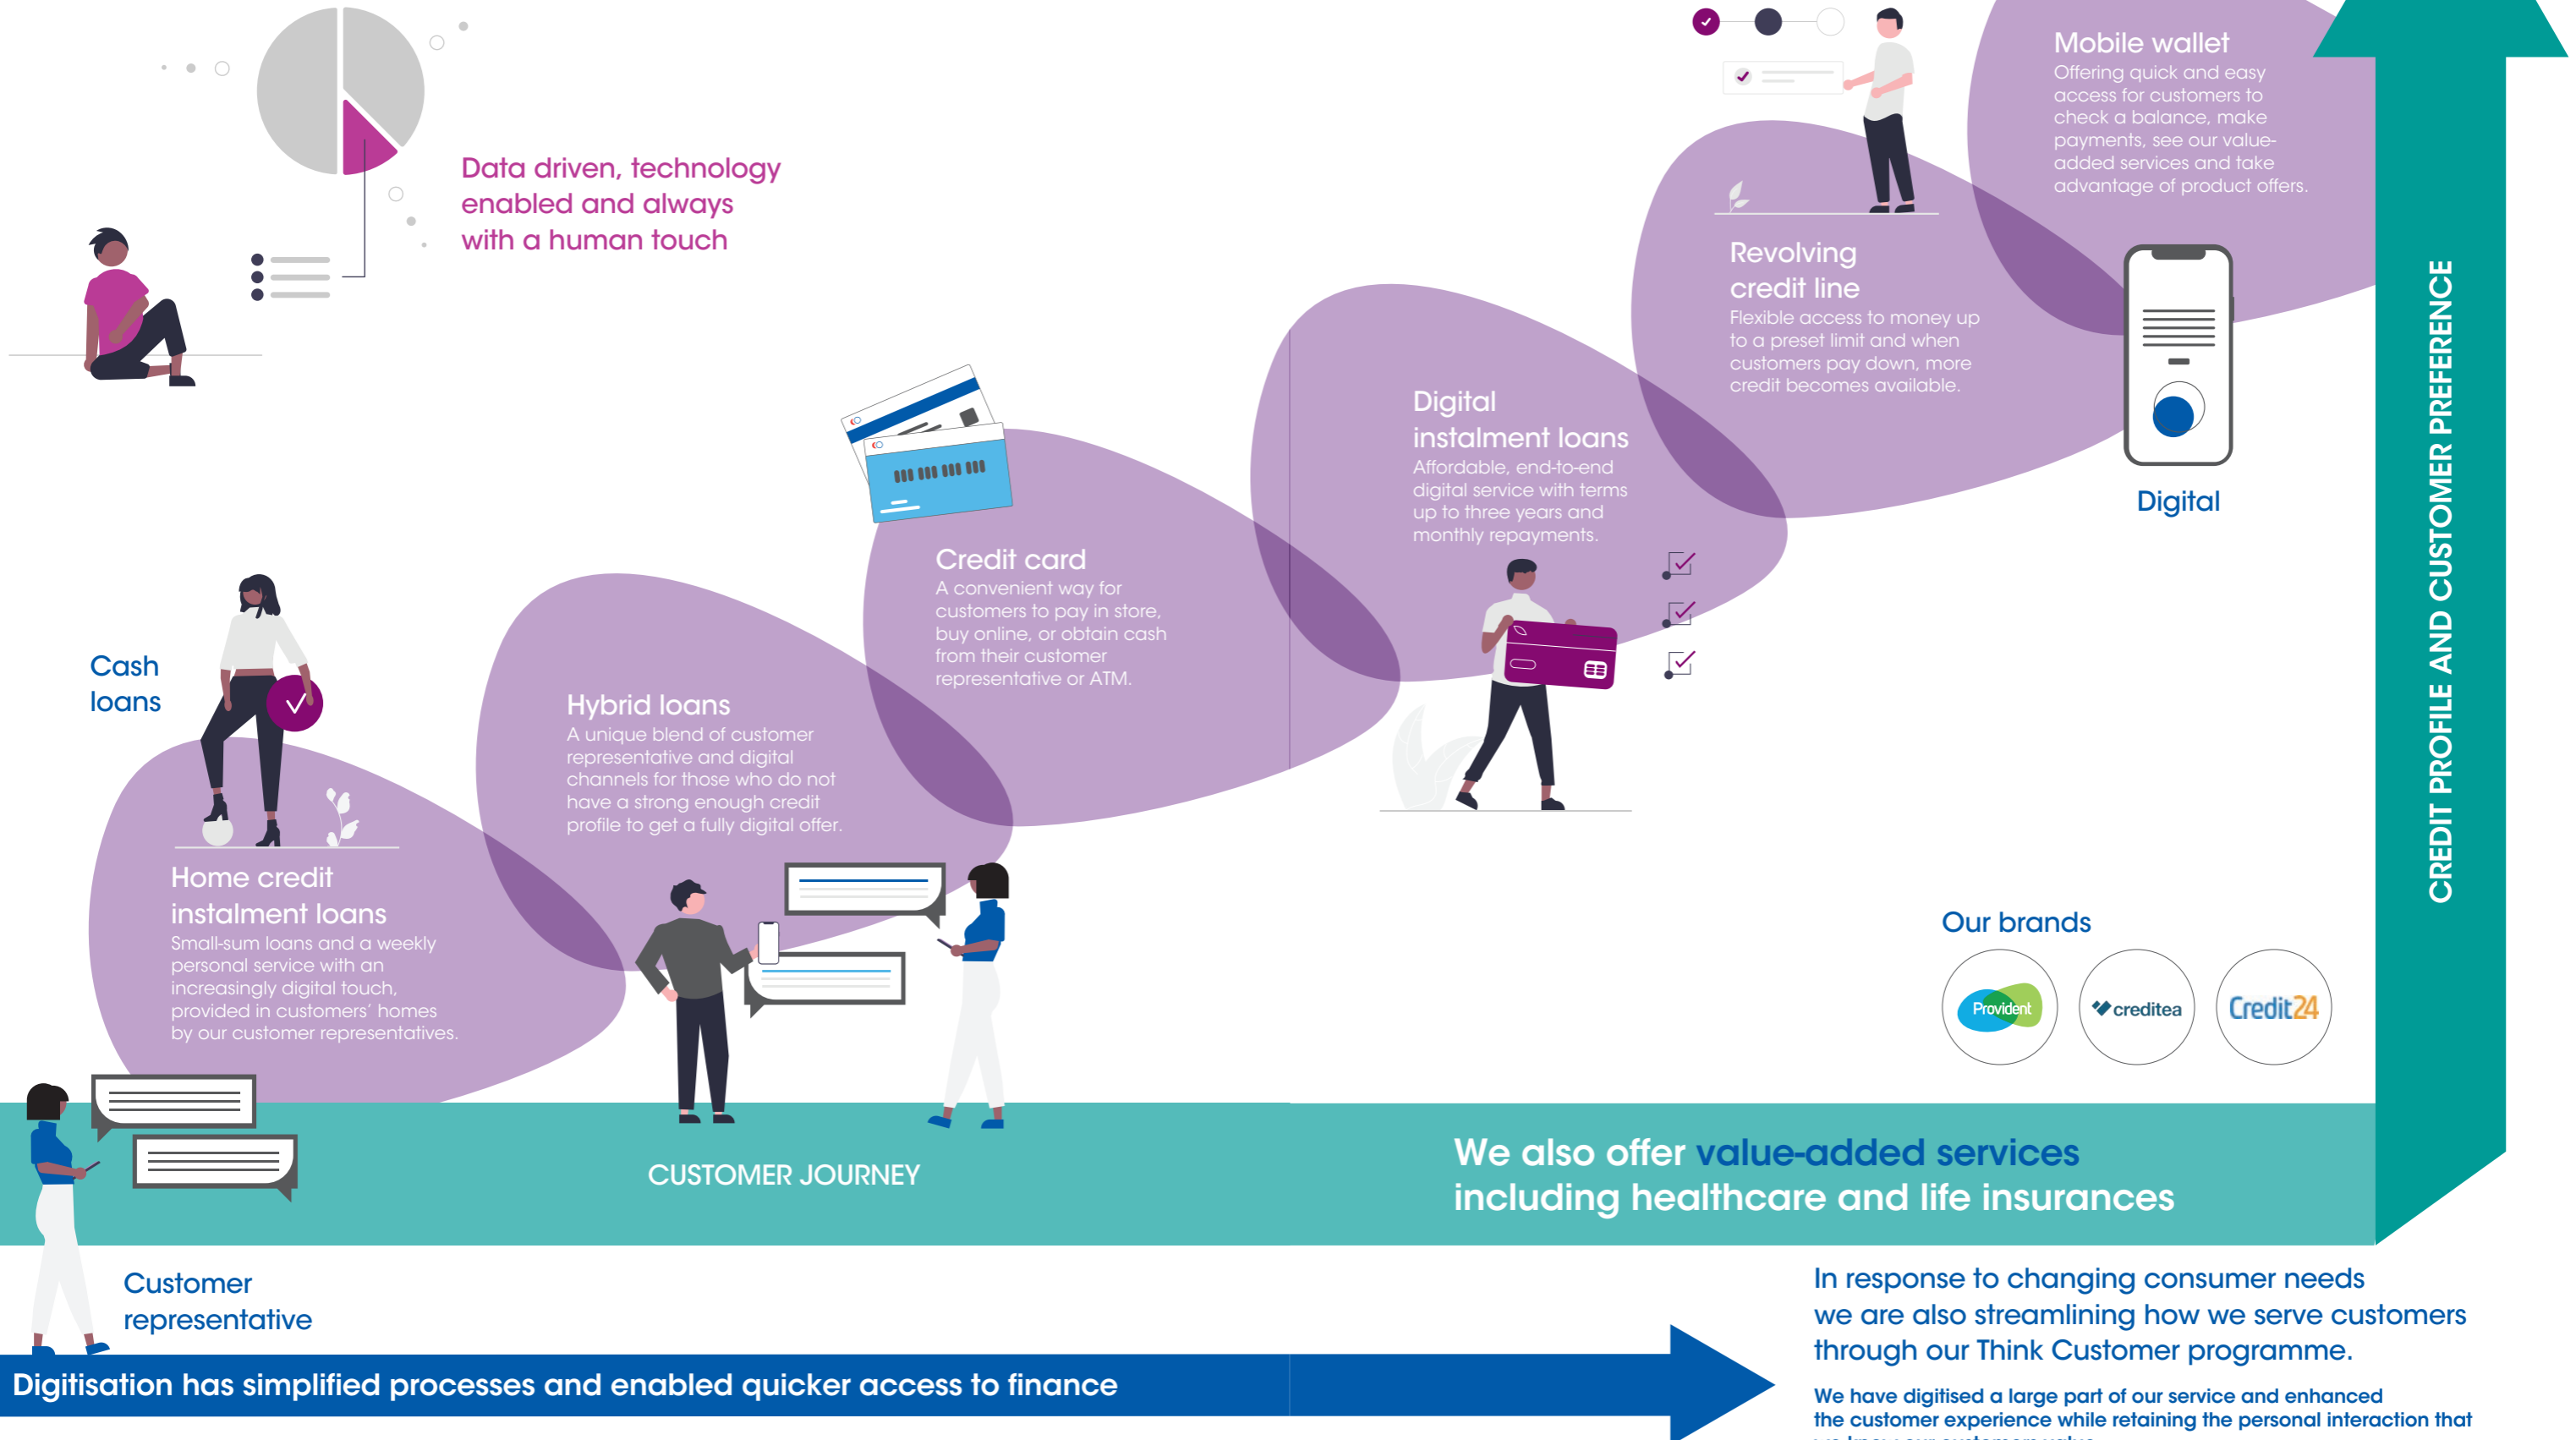 Data driven, technology
enabled and always
with a human touch
Mobile wallet
Offering quick and easy
access for customers to
check a balance, make
payments, see our value-
added services and take
advantage of product offers.
Revolving
credit line
Flexible access to money up
to a preset limit and when
customers pay down, more
credit becomes available.
Digital
instalment loans
Affordable, end-to-end
digital service with terms
up to three years and
monthly repayments.
Digital
Credit card
A convenient way for
customers to pay in store,
buy online, or obtain cash
from their customer
representative or ATM.
Cash
loans
Hybrid loans
A unique blend of customer
representative and digital
channels for those who do not
have a strong enough credit
profile to get a fully digital offer.
Home credit
instalment loans
Small-sum loans and a weekly
personal service with an
increasingly digital touch,
provided in customers' homes
by our customer representatives.
CREDIT PROFILE AND CUSTOMER PREFERENCE
Our brands
Provident
creditea
Credit24
CUSTOMER JOURNEY
We also offer value-added services
including healthcare and life insurances
Customer
representative
Digitisation has simplified processes and enabled quicker access to finance
In response to changing consumer needs
we are also streamlining how we serve customers
through our Think Customer programme.
We have digitised a large part of our service and enhanced
the customer experience while retaining the personal interaction that